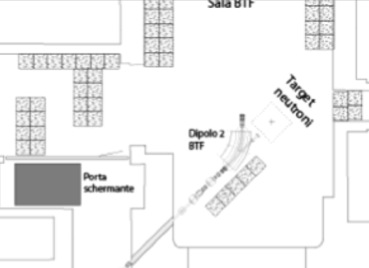 Sala BTF
Target
neutroni
Dipolo 2
BTF
Porta
schermante